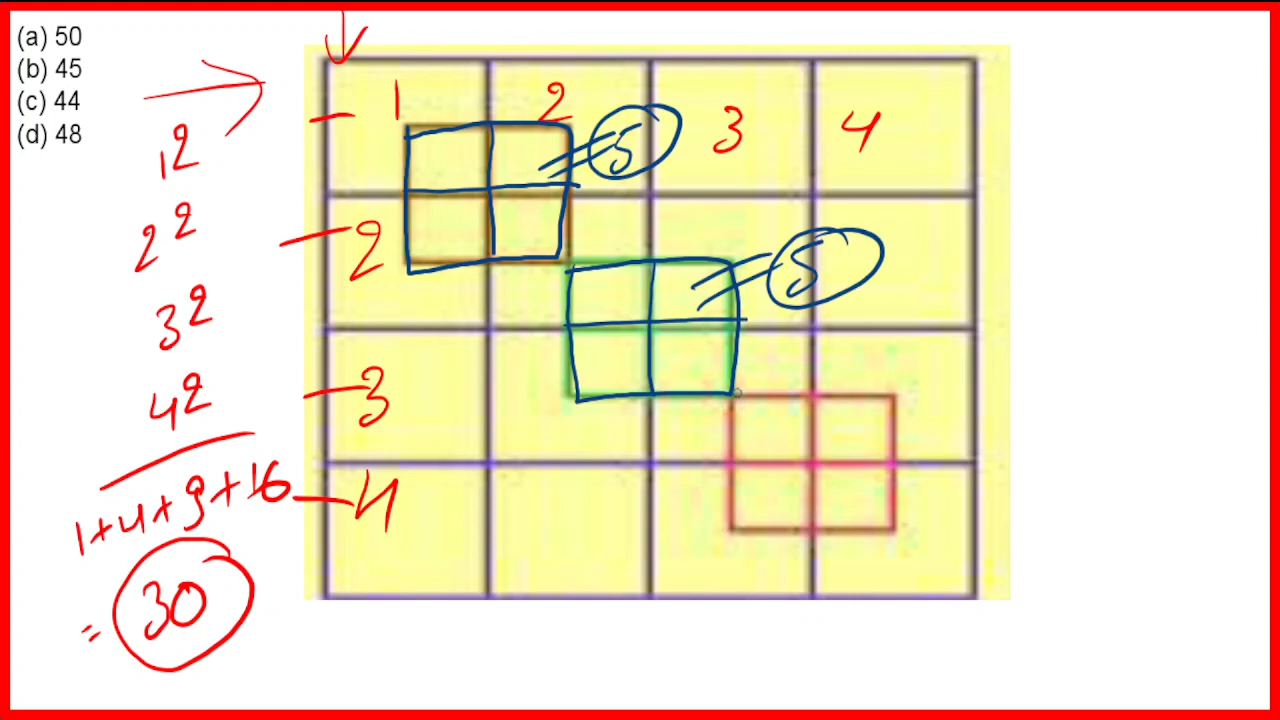 (a) 50
(b) 45
(c) 44
(d) 48
1 2 3 4
2
3
4
5
5
1²
2²
3²
4²
1+4+9+16
= 30